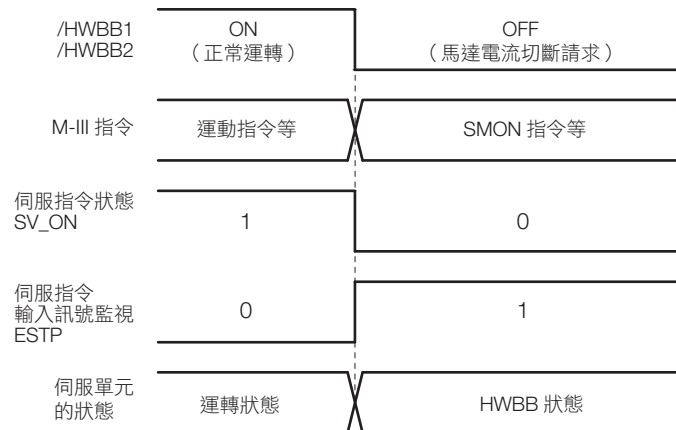 /HWBB1
/HWBB2
ON
（正常運轉）
OFF
（馬達電流切斷請求）
M-III 指令
運動指令等
SMON 指令等
伺服指令狀態
SV_ON
1
0
伺服指令
輸入訊號監視
ESTP
0
1
伺服單元
的狀態
運轉狀態
HWBB 狀態